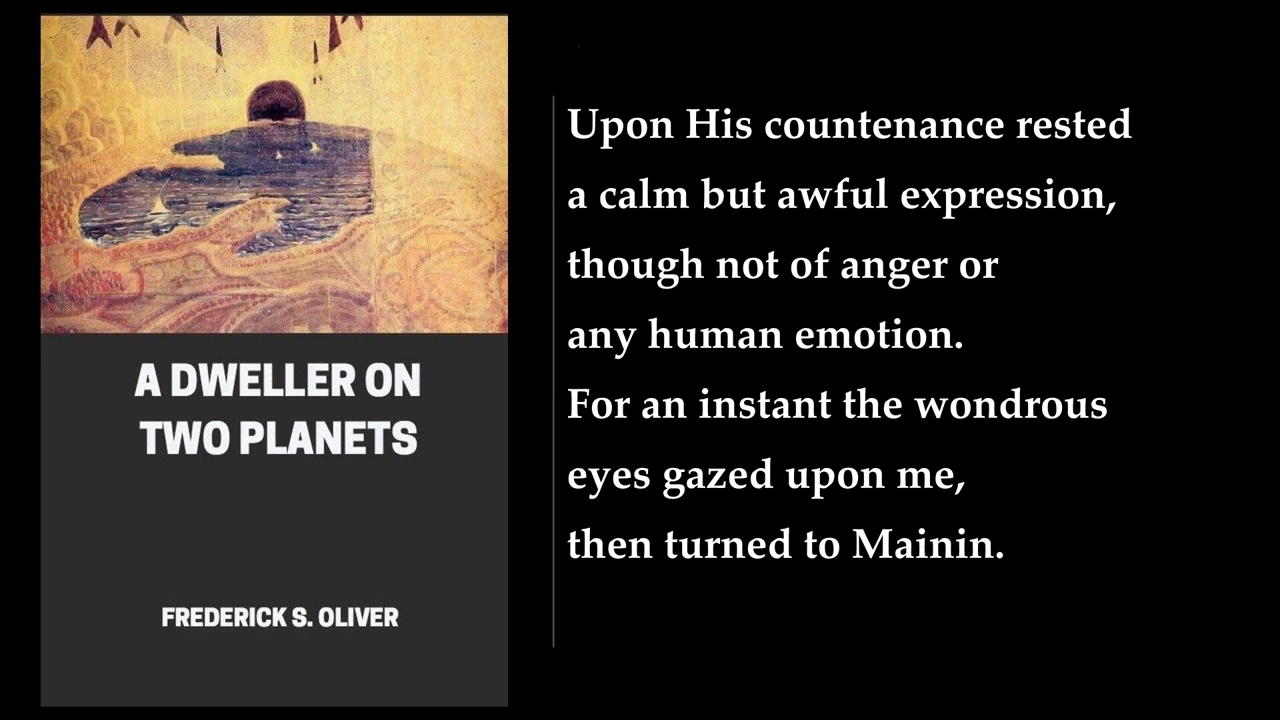 A DWELLER ON
TWO PLANETS
FREDERICK S. OLIVER
Upon His countenance rested
a calm but awful expression,
though not of anger or
any human emotion.
For an instant the wondrous
eyes gazed upon me,
then turned to Mainin.